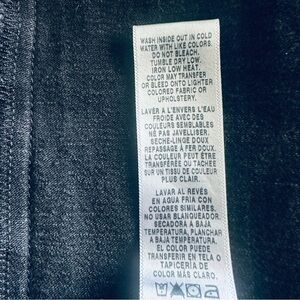 WASH INSIDE OUT IN COLD
WATER WITH LIKE COLORS.
DO NOT BLEACH.
TUMBLE DRY LOW.
IRON LOW HEAT.
COLOR MAY TRANSFER
OR BLEED ONTO LIGHTER
COLORED FABRIC OR
UPHOLSTERY.
LAVER A L'ENVERS L'EAU
FROIDE AVEC DES
COULEURS SEMBLABLES
NE PAS JAVELLISER.
SECHE-LINGE DOUX
REPASSAGE A FER DOUX.
LA COULEUR PEUT ÊTRE
TRANSFÉRÉE OU TACHER
SUR UN TISSU DE COULEUR
PLUS CLAIR.
LAVAR AL REVÉS
EN AGUA FRIA CON
COLORES SIMILARES.
NO USAR BLANQUEADOR.
SECADORA A BAJA
TEMPERATURA, PLANCHAR
A BAJA TEMPERATURA.
EL COLOR PUEDE
TRANSFERIR EN TELA O
TAPICERÍA DE
COLOR MÁS CLARO.